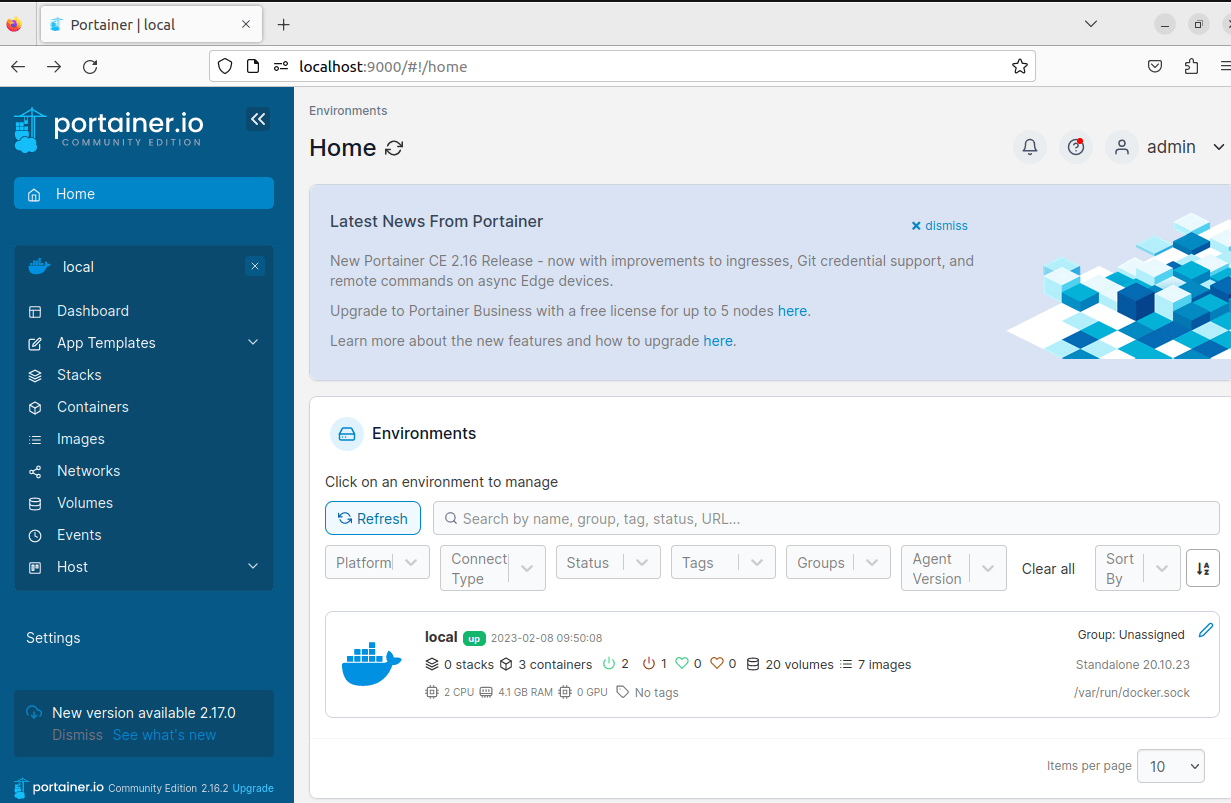 Portainer | local
localhost:9000/#!/home
portainer.io
COMMUNITY EDITION
Home
local
Dashboard
App Templates
Stacks
Containers
Images
Networks
Volumes
Events
Host
Settings
New version available 2.17.0
Dismiss See what's new
portainer.io Community Edition 2.16.2 Upgrade
Environments
Home
admin
Latest News From Portainer
dismiss
New Portainer CE 2.16 Release - now with improvements to ingresses, Git credential support, and
remote commands on async Edge devices.
Upgrade to Portainer Business with a free license for up to 5 nodes here.
Learn more about the new features and how to upgrade here.
Environments
Click on an environment to manage
Refresh
Search by name, group, tag, status, URL...
Platform
Connect
Type
Status
Tags
Groups
Agent
Version
Clear all
Sort
By
local up 2023-02-08 09:50:08
Group: Unassigned
0 stacks 3 containers 2 1 0 0 20 volumes 7 images
Standalone 20.10.23
2 CPU 4.1 GB RAM 0 GPU No tags
/var/run/docker.sock
Items per page 10